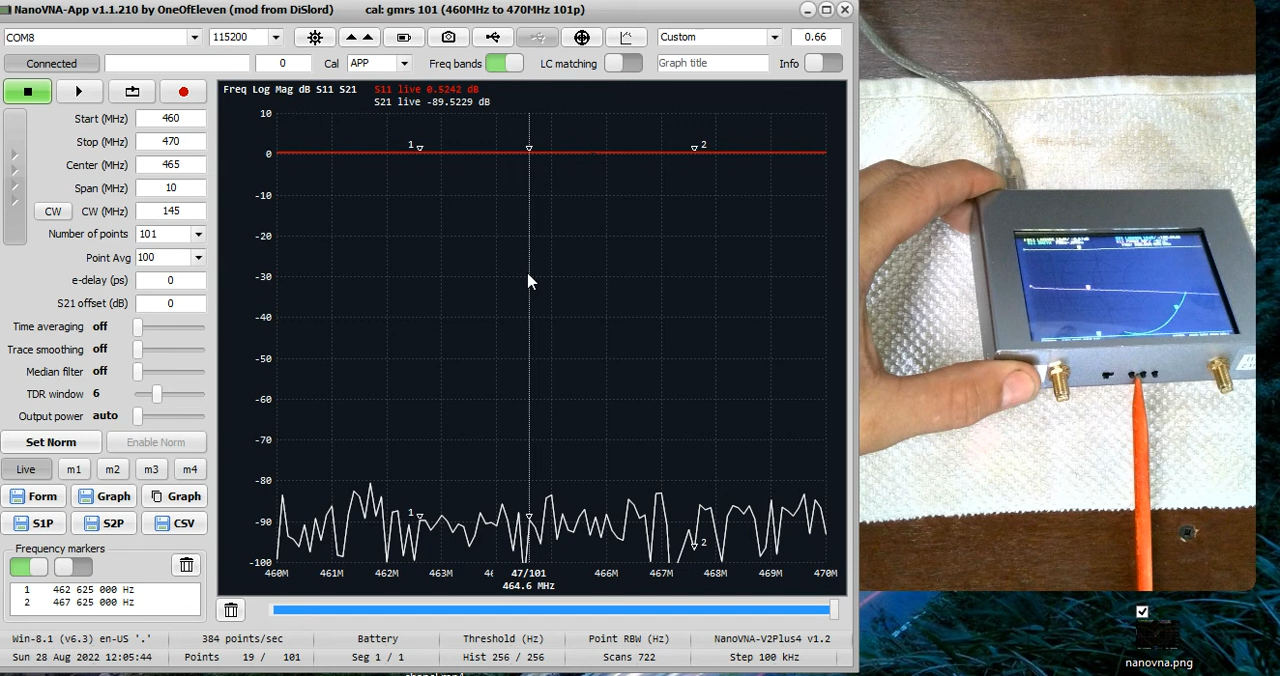 NanoVNA-App v1.1.210 by OneOfEleven (mod from DiSlord) cal: gmrs 101 (460MHz to 470MHz 101p)
COM8 115200 Custom 0.66
Connected 0 Cal APP Freq bands LC matching Graph title Info
Start (MHz) 460
Stop (MHz) 470
Center (MHz) 465
Span (MHz) 10
CW CW (MHz) 145
Number of points 101
Point Avg 100
e-delay (ps) 0
S21 offset (dB) 0
Time averaging off
Trace smoothing off
Median filter off
TDR window 6
Output power auto
Set Norm Enable Norm
Live m1 m2 m3 m4
Form Graph Graph
S1P S2P CSV
Frequency markers
1 462 625 000 Hz
2 467 625 000 Hz
Freq Log Mag dB S11 S21 S11 live 0.5242 dB
S21 live -89.5229 dB
10
1 2
0
-10
-20
-30
-40
-50
-60
-70
-80
1
-90
2
-100
460M 461M 462M 463M 47/101 466M 467M 468M 469M 470M
464.6 MHz
Win-8.1 (v6.3) en-US '.' 384 points/sec Battery Threshold (Hz) Point RBW (Hz) NanoVNA-V2Plus4 v1.2
Sun 28 Aug 2022 12:05:44 Points 19 / 101 Seg 1 / 1 Hist 256 / 256 Scans 722 Step 100 kHz
nanovna.png